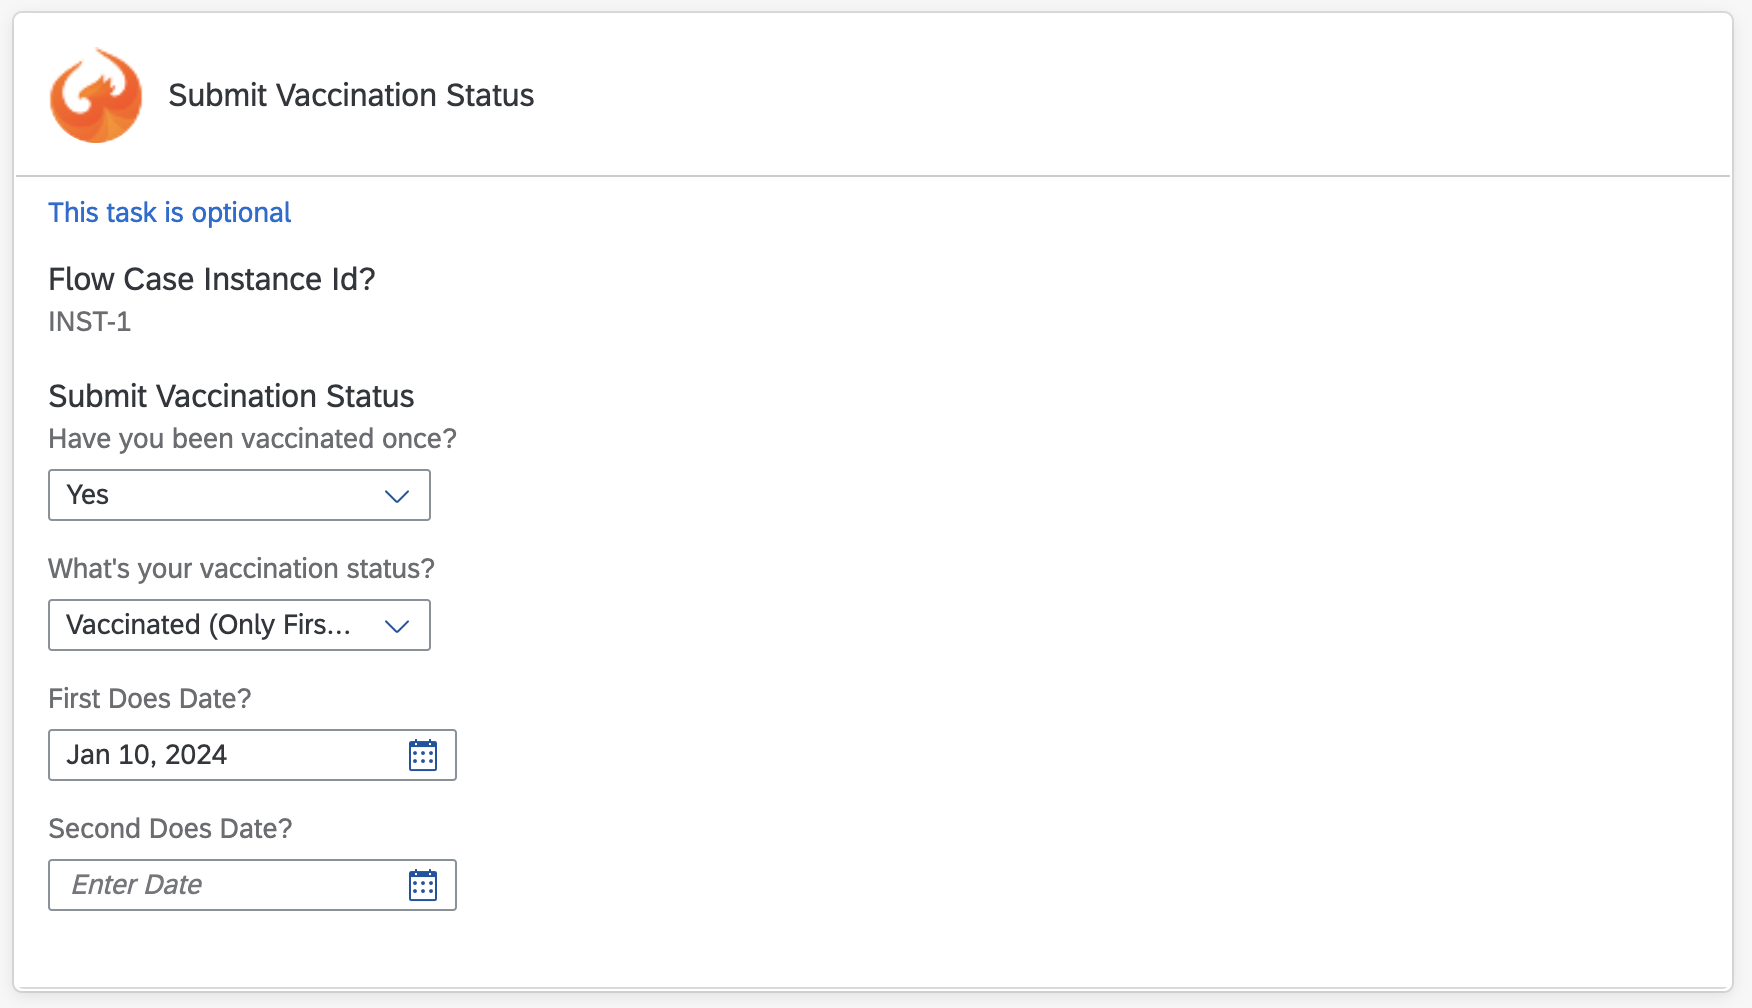 Submit Vaccination Status
This task is optional
Flow Case Instance Id?
INST-1
Submit Vaccination Status
Have you been vaccinated once?
Yes
What's your vaccination status?
Vaccinated (Only Firs...
First Does Date?
Jan 10, 2024
Second Does Date?
Enter Date